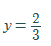 y = 2/3